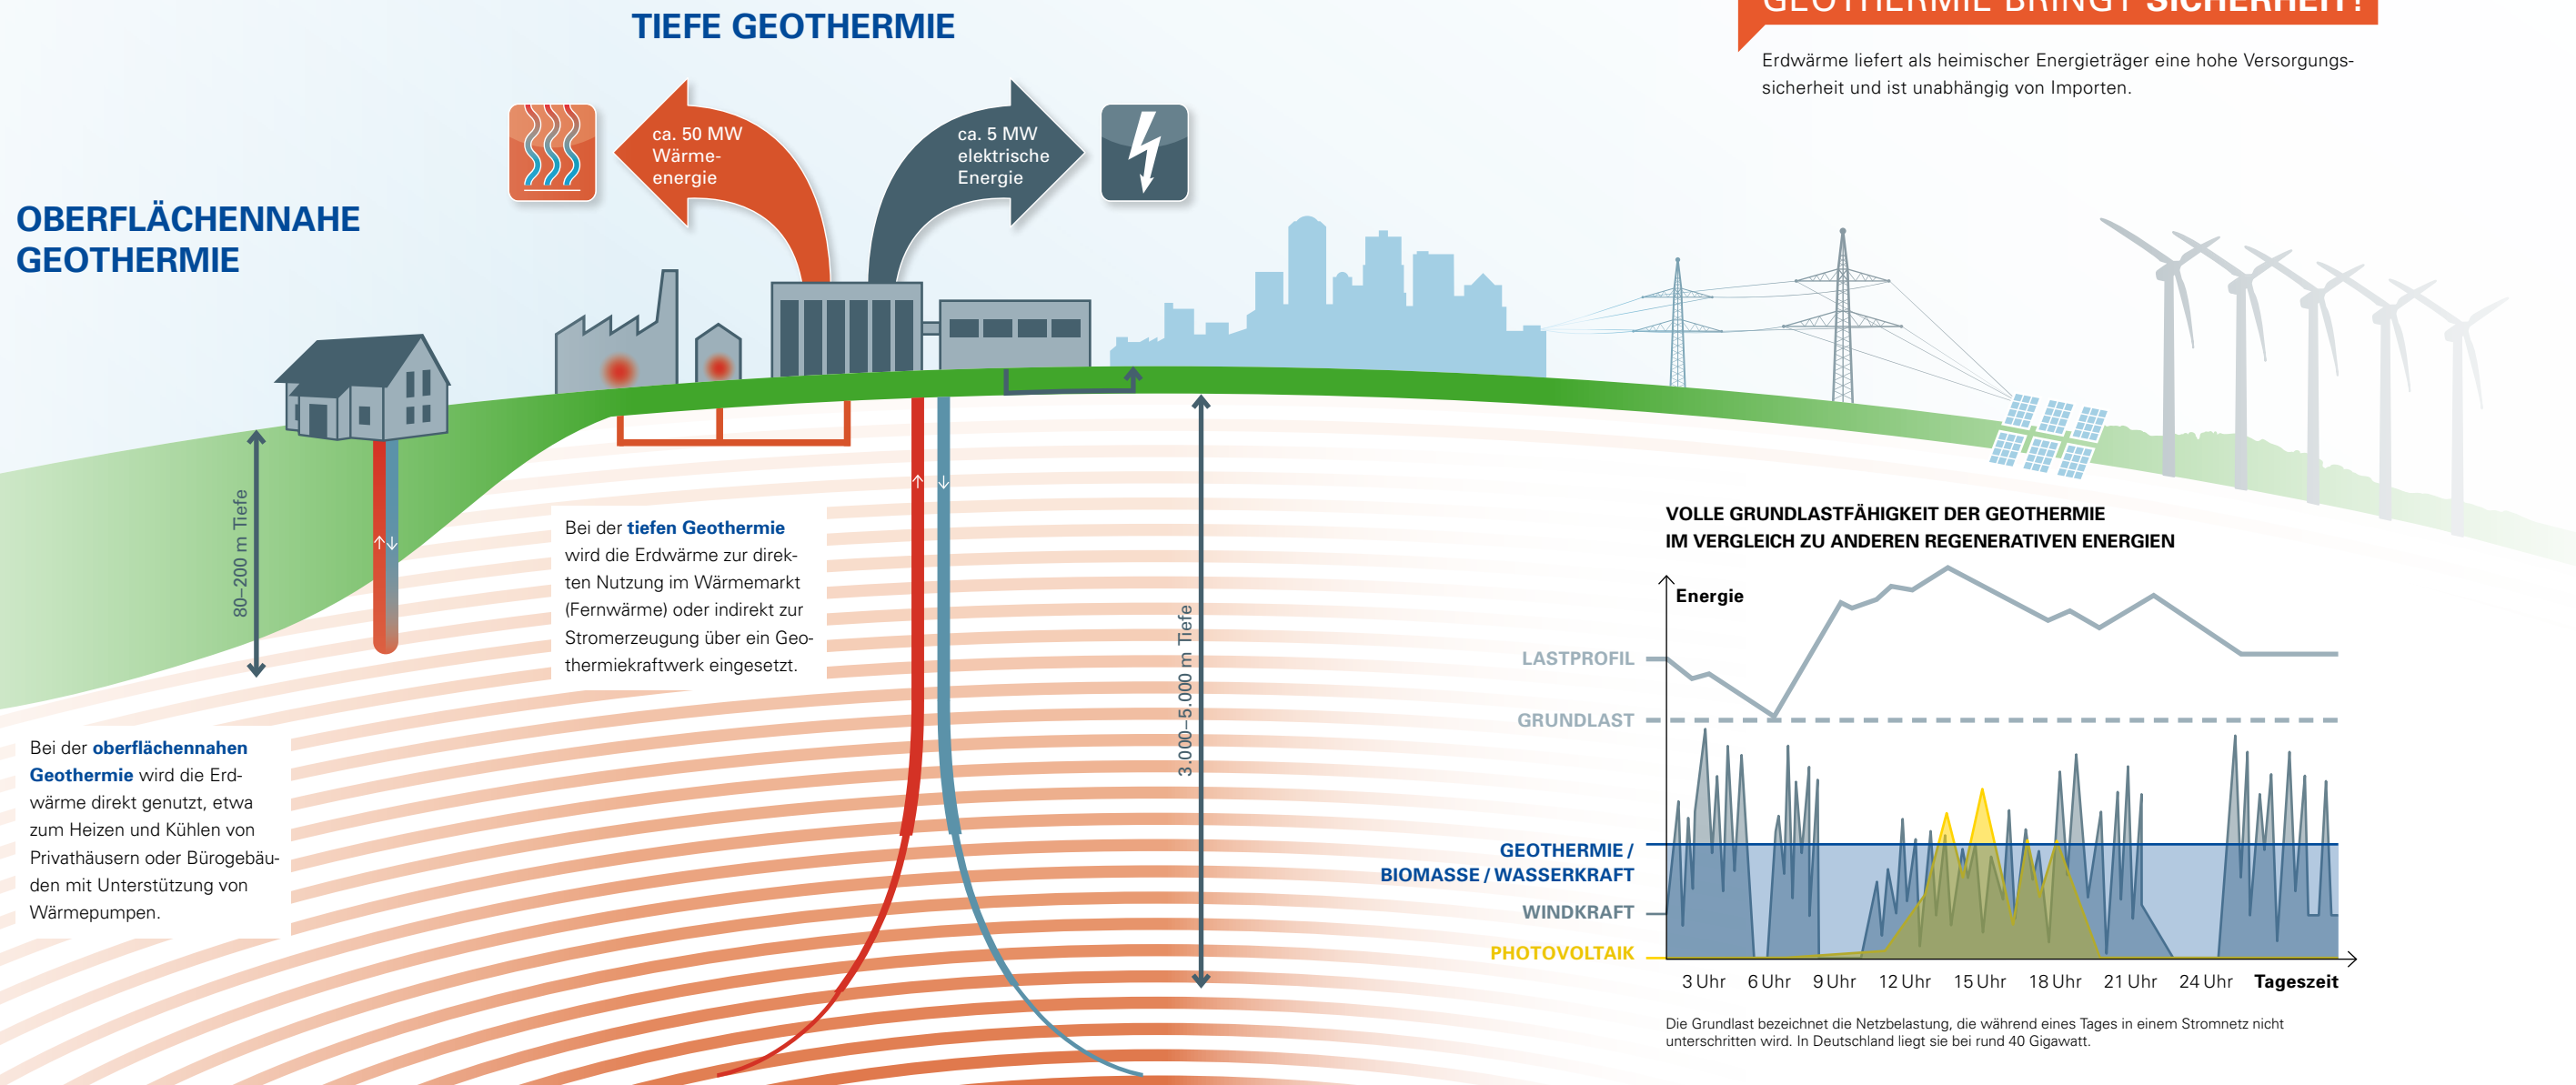 TIEFE GEOTHERMIE
GEOTHERMIE BRINGT SICHERHEIT!
Erdwärme liefert als heimischer Energieträger eine hohe Versorgungs-
sicherheit und ist unabhängig von Importen.
ca. 50 MW
Wärme-
energie
ca. 5 MW
elektrische
Energie
OBERFLÄCHENNAHE
GEOTHERMIE
80–200 m Tiefe
Bei der tiefen Geothermie
wird die Erdwärme zur direk-
ten Nutzung im Wärmemarkt
(Fernwärme) oder indirekt zur
Stromerzeugung über ein Geo-
thermiekraftwerk eingesetzt.
3.000–5.000 m Tiefe
Bei der oberflächennahen
Geothermie wird die Erd-
wärme direkt genutzt, etwa
zum Heizen und Kühlen von
Privathäusern oder Bürogebäu-
den mit Unterstützung von
Wärmepumpen.
VOLLE GRUNDLASTFÄHIGKEIT DER GEOTHERMIE
IM VERGLEICH ZU ANDEREN REGENERATIVEN ENERGIEN
Energie
LASTPROFIL
GRUNDLAST
GEOTHERMIE /
BIOMASSE / WASSERKRAFT
WINDKRAFT
PHOTOVOLTAIK
3 Uhr 6 Uhr 9 Uhr 12 Uhr 15 Uhr 18 Uhr 21 Uhr 24 Uhr Tageszeit
Die Grundlast bezeichnet die Netzbelastung, die während eines Tages in einem Stromnetz nicht
unterschritten wird. In Deutschland liegt sie bei rund 40 Gigawatt.